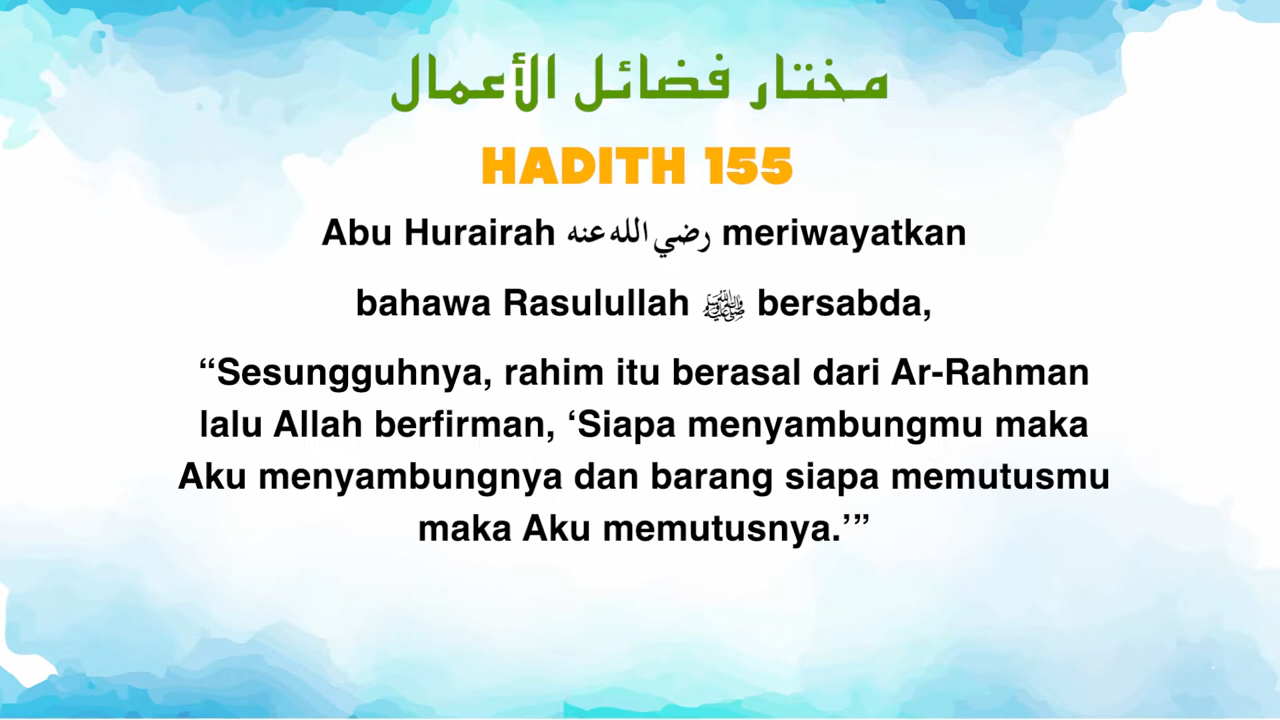 مختار فضائل الأعمال
HADITH 155
Abu Hurairah رضي الله عنه meriwayatkan
bahawa Rasulullah ﷺ bersabda,
“Sesungguhnya, rahim itu berasal dari Ar-Rahman
lalu Allah berfirman, ‘Siapa menyambungmu maka
Aku menyambungnya dan barang siapa memutusmu
maka Aku memutusnya.’”